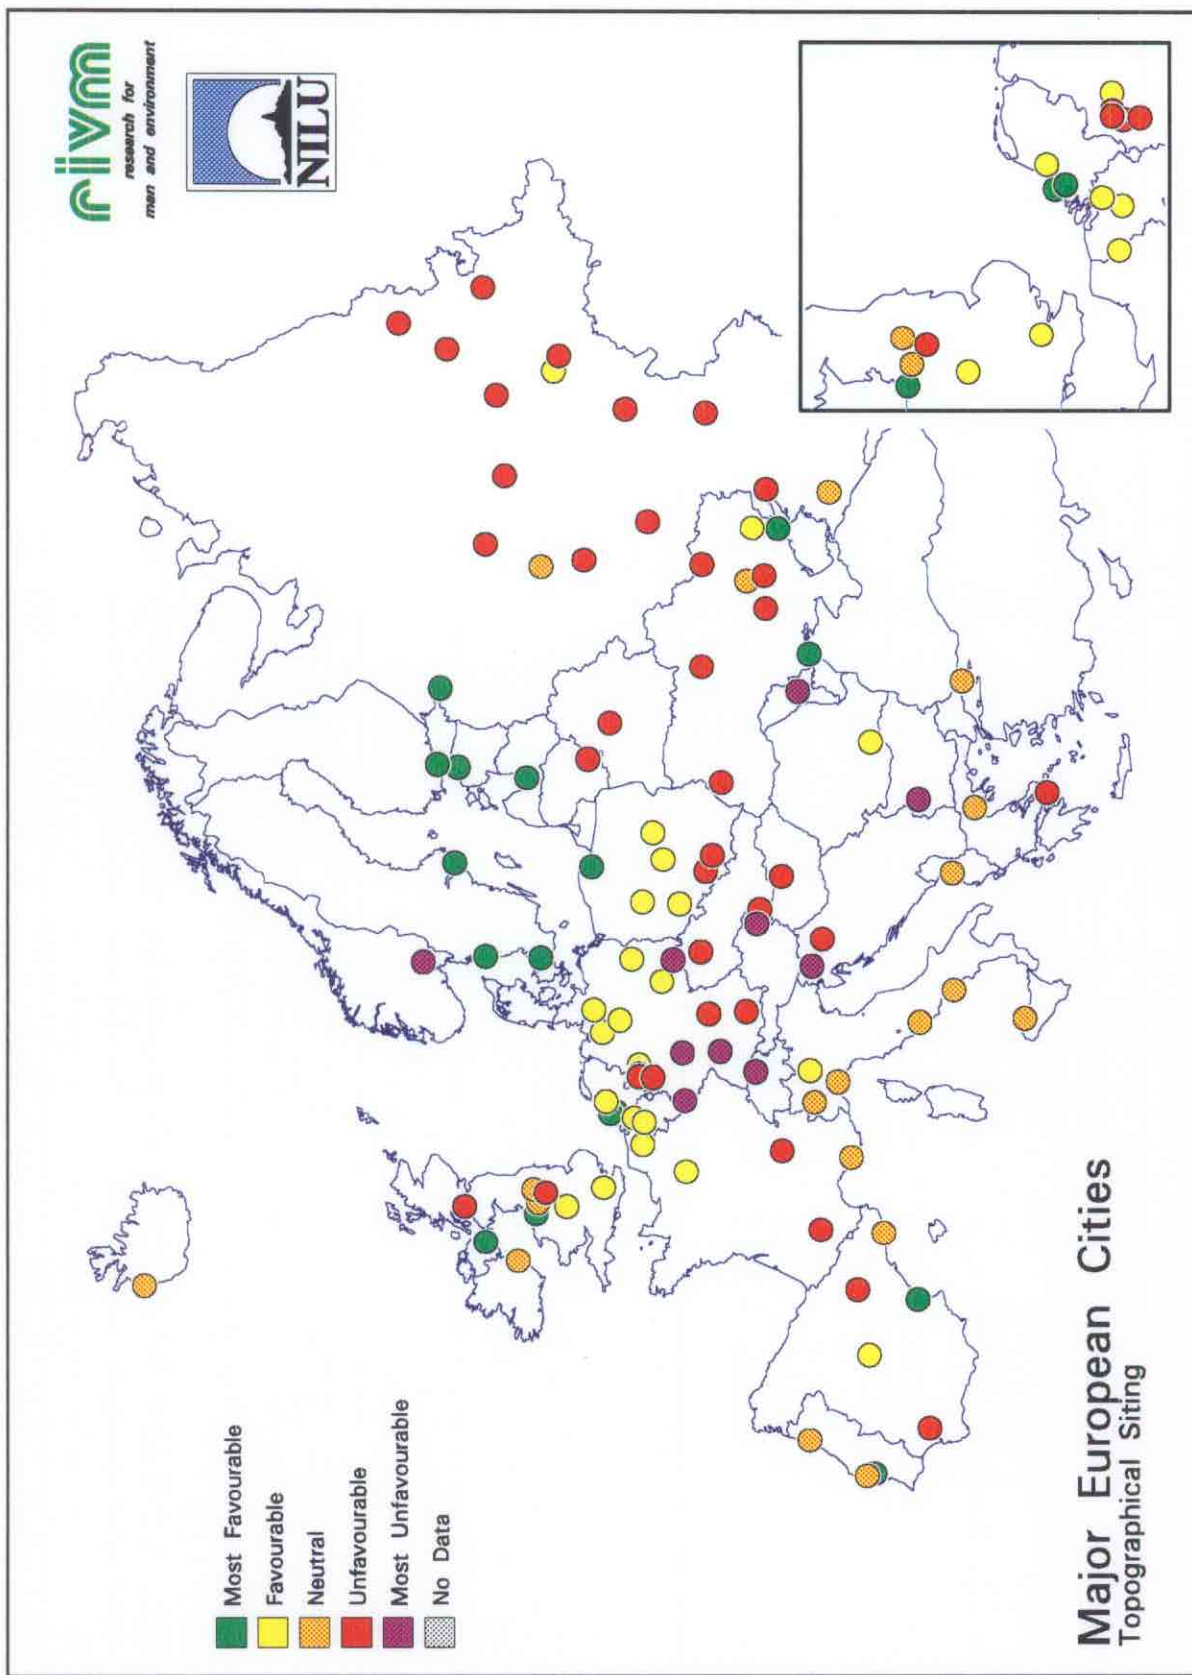 Major European Cities
Topographical Siting
Most Favourable
Favourable
Neutral
Unfavourable
Most Unfavourable
No Data
rivm
research for
man and environment
NILU